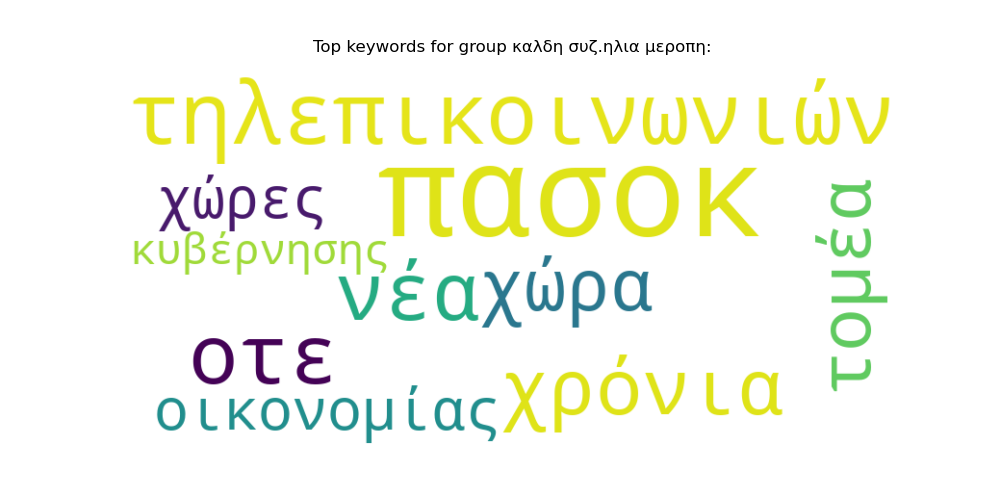 Top keywords for group καλδη συζ.ηλια μεροπη:
τηλεπικοινωνιών
πασοκ
χώρες
τομέα
κυβέρνησης
νέα
χώρα
οτε
χρόνια
οικονομίας